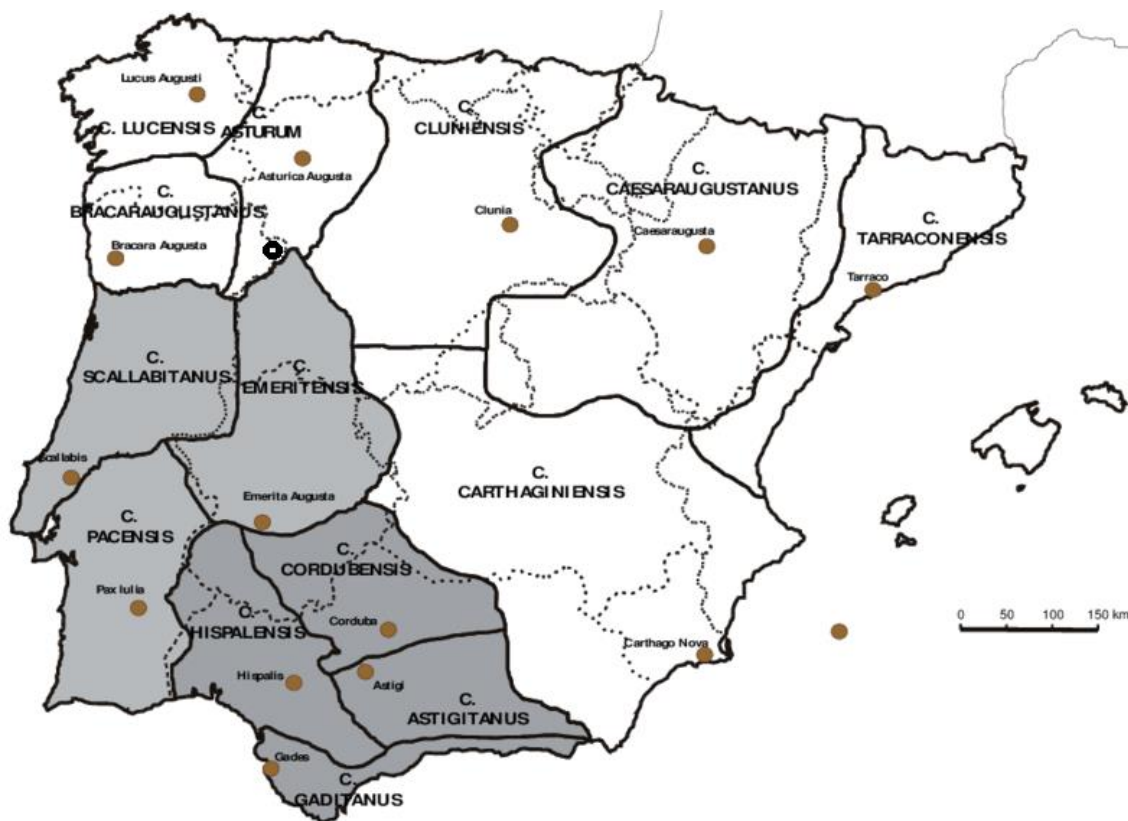 Lucus Augusti
C. LUCENSIS
C.
ASTURUM
Asturica Augusta
C.
CLUNIENSIS
Clunia
C.
CAESARAUGUSTANUS
Caesaraugusta
C.
TARRACONENSIS
Tarraco
C.
BRACARAUGUSTANUS
Bracara Augusta
C.
SCALLABITANUS
Scallabis
C.
EMERITENSIS
Emerita Augusta
C.
CARTHAGINIENSIS
Carthago Nova
C.
PACENSIS
Pax Iulia
C.
CORDUBENSIS
Corduba
C.
HISPALENSIS
Hispalis
Astigi
C.
ASTIGITANUS
Gades
C.
GADITANUS
0 50 100 150 km